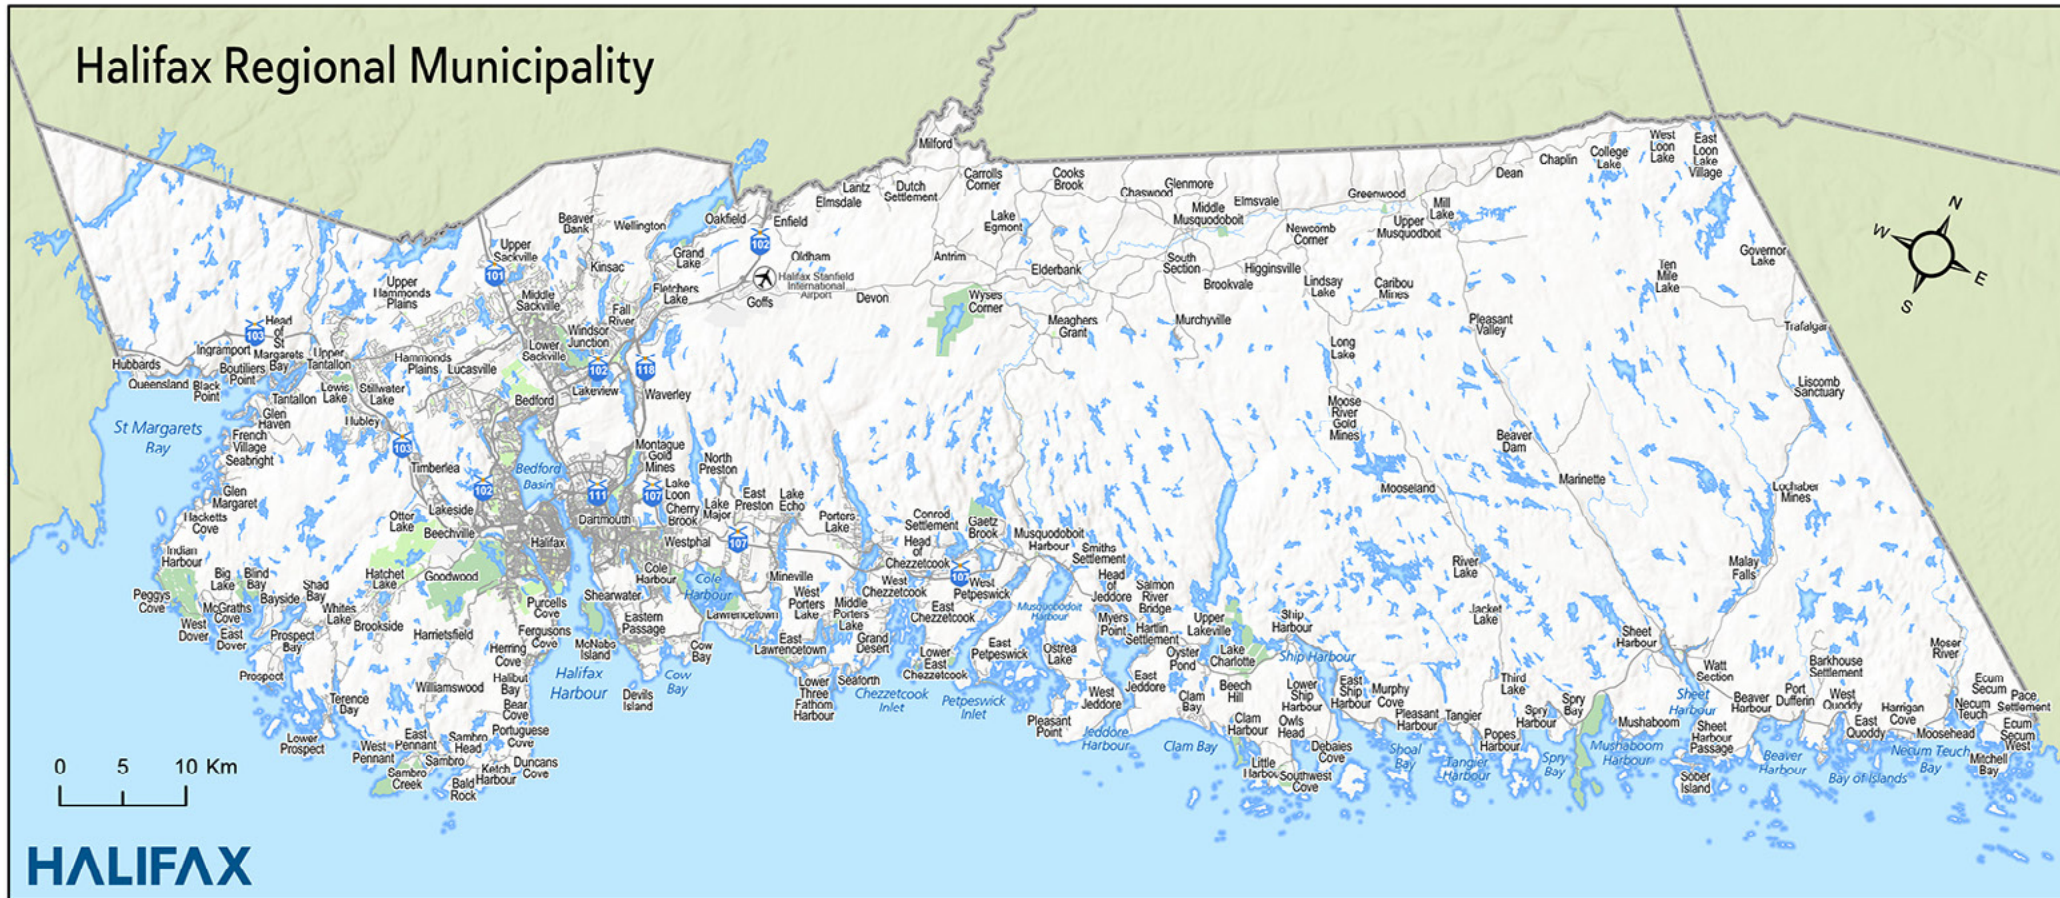 Halifax Regional Municipality
Milford
West
Loon
Lake
East
Loon
Lake
Village
College
Lake
Chaplin
Dean
Carrolls
Corner
Cooks
Brook
Chaswood
Glenmore
Greenwood
Lantz
Dutch
Settlement
Elmsdale
Elmsvale
Middle
Musquodoboit
Mill
Lake
Upper
Musquodboit
Lake
Egmont
Newcomb
Corner
Beaver
Bank
Wellington
Oakfield
Enfield
102
N
W
E
S
Governor
Lake
Upper
Sackville
101
Kinsac
Grand
Lake
Oldham
Antrim
Elderbank
South
Section
Higginsville
Brookvale
Lindsay
Lake
Caribou
Mines
Ten
Mile
Lake
Halifax Stanfield
International
Airport
Upper
Hammonds
Plains
Middle
Sackville
Fletchers
Lake
Goffs
Devon
Wyses
Corner
Meaghers
Grant
Murchyville
Pleasant
Valley
Trafalgar
Fall
River
Windsor
Junction
Head
of
St
Margarets
Bay
103
Ingramport
Hubbards
Queensland
Black
Point
Boutiliers
Point
Upper
Tantallon
Hammonds
Plains
Lucasville
Lower
Sackville
102
118
Lakeview
Waverley
Long
Lake
Liscomb
Sanctuary
Lewis
Lake
Stillwater
Lake
Tantallon
Glen
Haven
Hubley
Bedford
St Margarets
Bay
French
Village
Seabright
103
Timberlea
Moose
River
Gold
Mines
Beaver
Dam
Marinette
Mooseland
Lochaber
Mines
Montague
Gold
Mines
North
Preston
Bedford
Basin
102
111
107
Lake
Loon
Cherry
Brook
Lake
Major
East
Preston
Lake
Echo
Porters
Lake
Glen
Margaret
Hacketts
Cove
Otter
Lake
Lakeside
Beechville
Dartmouth
Halifax
Westphal
107
Conrod
Settlement
Gaetz
Brook
Head
of
Chezzetcook
Musquodoboit
Harbour
Smiths
Settlement
Indian
Harbour
Big
Lake
Blind
Bay
Bayside
Shad
Bay
Hatchet
Lake
Goodwood
Cole
Harbour
Cole
Harbour
Mineville
107
West
Chezzetcook
West
Petpeswick
Head
of
Jeddore
Salmon
River
Bridge
River
Lake
Malay
Falls
Peggys
Cove
McGraths
Cove
West
Dover
East
Dover
Whites
Lake
Brookside
Harrietsfield
Purcells
Cove
Fergusons
Cove
Shearwater
Eastern
Passage
McNabs
Island
Lawrencetown
West
Porters
Lake
Middle
Porters
Lake
East
Chezzetcook
Musquodoboit
Harbour
Myers
Point
Hartlin
Settlement
Upper
Lakeville
Ship
Harbour
Jacket
Lake
Sheet
Harbour
Prospect
Bay
Prospect
Herring
Cove
Halibut
Bay
Bear
Cove
Portuguese
Cove
Duncans
Cove
Halifax
Harbour
Devils
Island
Cow
Bay
Cow
Bay
East
Lawrencetown
Grand
Desert
Lower
Three
Fathom
Harbour
Seaforth
Lower
East
Chezzetcook
Chezzetcook
Inlet
East
Petpeswick
Petpeswick
Inlet
Ostrea
Lake
Oyster
Pond
Lake
Charlotte
Ship Harbour
Moser
River
Barkhouse
Settlement
Watt
Section
Terence
Day
Williamswood
West
Jeddore
East
Jeddore
Clam
Bay
Beech
Hill
Lower
Ship
Harbour
East
Ship
Harbour
Murphy
Cove
Third
Lake
Spry
Bay
Sheet
Harbour
Beaver
Harbour
Port
Dufferin
West
Quoddy
Harrigan
Cove
Ecum
Secum
Pace
Settlement
Necum
Teuch
Lower
Prospect
West
Pennant
East
Pennant
Sambro
Head
Sambro
Sambro
Creek
Ketch
Harbour
Bald
Rock
Pleasant
Point
Jeddore
Harbour
Clam Bay
Clam
Harbour
Owls
Head
Debaies
Cove
Little
Harbour
Southwest
Cove
Pleasant
Harbour
Tangier
Spry
Harbour
Popes
Harbour
Shoal
Bay
Tangier
Harbour
Spry
Bay
Mushaboom
Mushaboom
Harbour
Sheet
Harbour
Passage
Sober
Island
Beaver
Harbour
East
Quoddy
Moosehead
Bay of Islands
Necum Teuch
Bay
Ecum
Secum
West
Mitchell
Bay
0 5 10 Km
HALIFAX